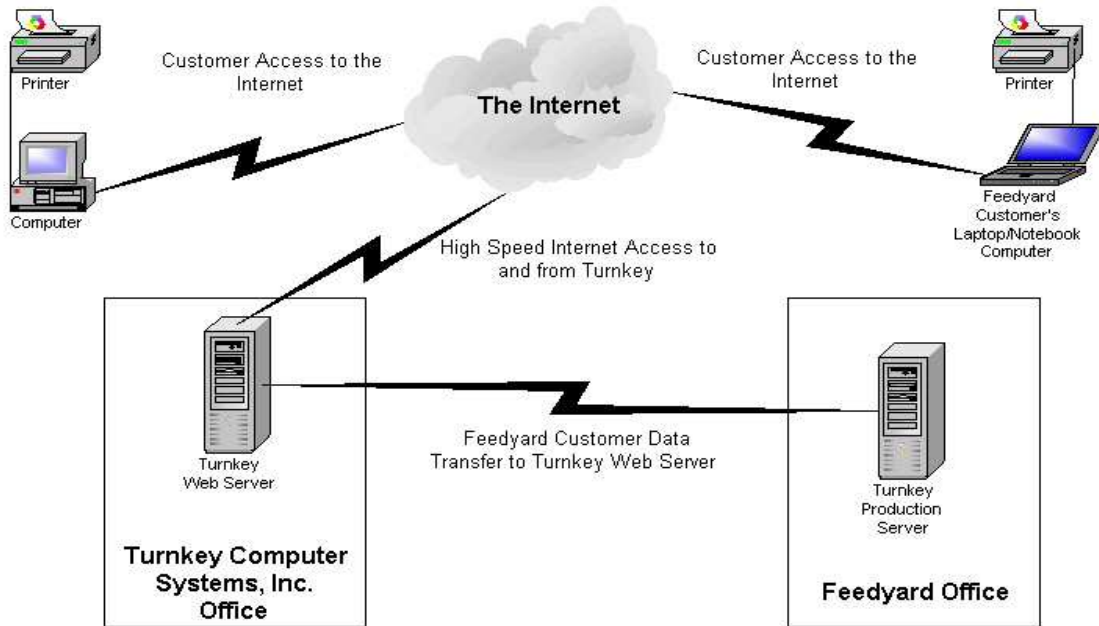 Printer
Customer Access to the
Internet
The Internet
Customer Access to the
Internet
Printer
Computer
Feedyard
Customer's
Laptop/Notebook
Computer
High Speed Internet Access to
and from Turnkey
Turnkey
Web Server
Feedyard Customer Data
Transfer to Turnkey Web Server
Turnkey
Production
Server
Turnkey Computer
Systems, Inc.
Office
Feedyard Office